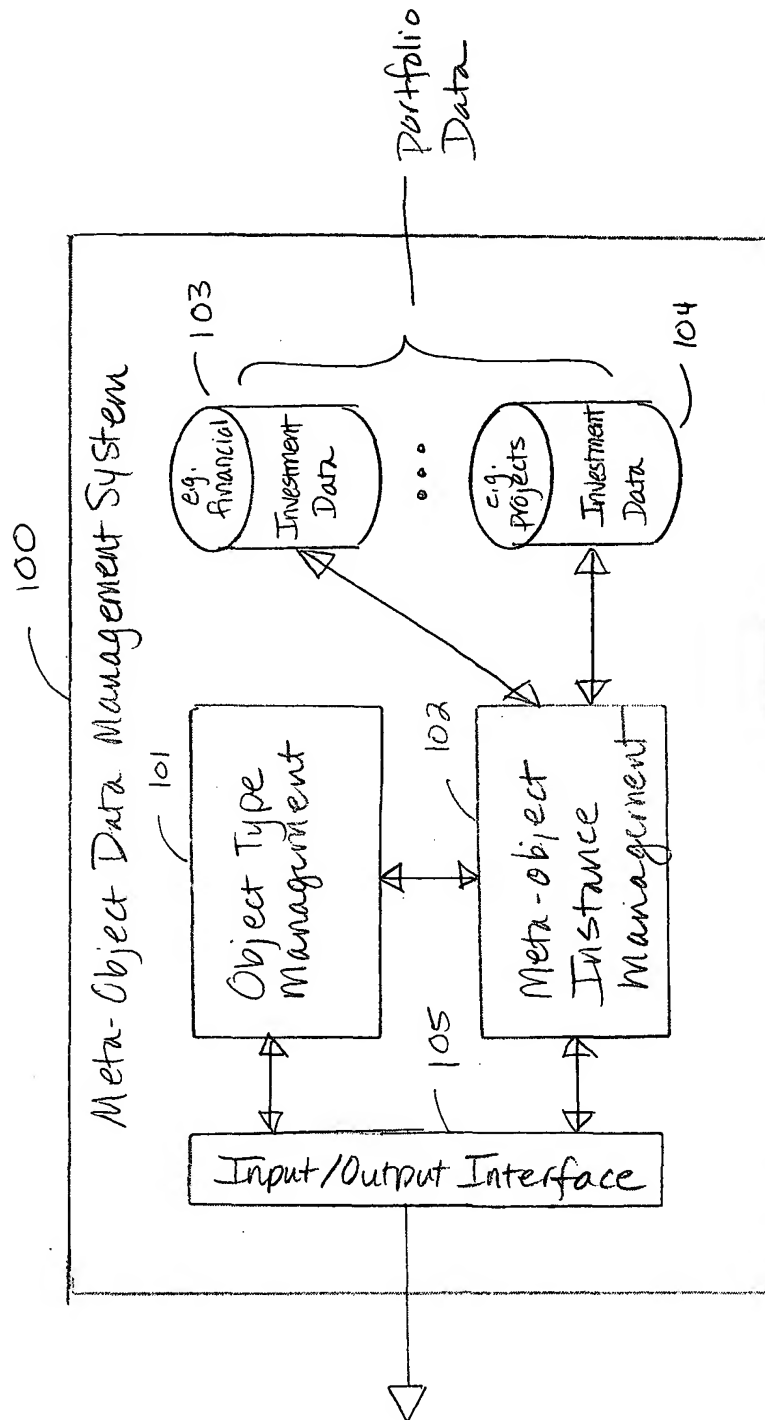 100
Meta-Object Data Management System
101
Object Type
Management
102
Meta-object
Instance
Management
105
Input/Output Interface
103
e.g.
financial
Investment
Data
e.g.
projects
Investment
Data
104
portfolio
Data